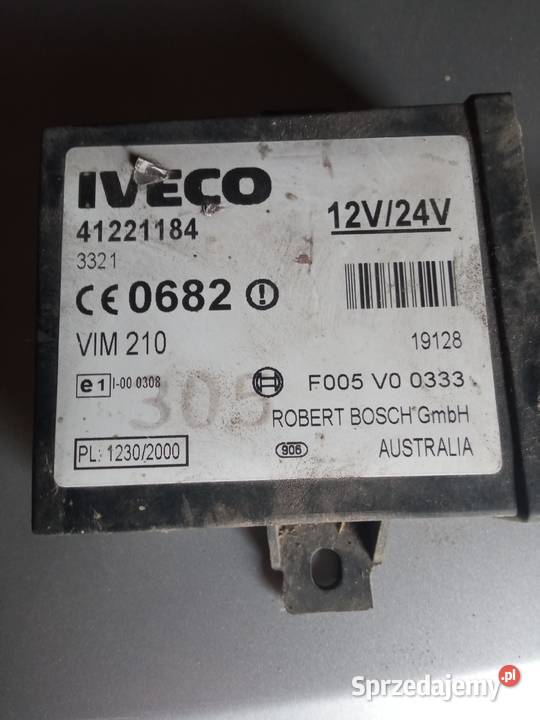 IVECO
12V/24V
41221184
3321
CE 0682
VIM 210
19128
e1 I-00 0308
F005 V0 0333
305
ROBERT BOSCH GmbH
PL: 1230/2000
906
AUSTRALIA
Sprzedajemy.pl